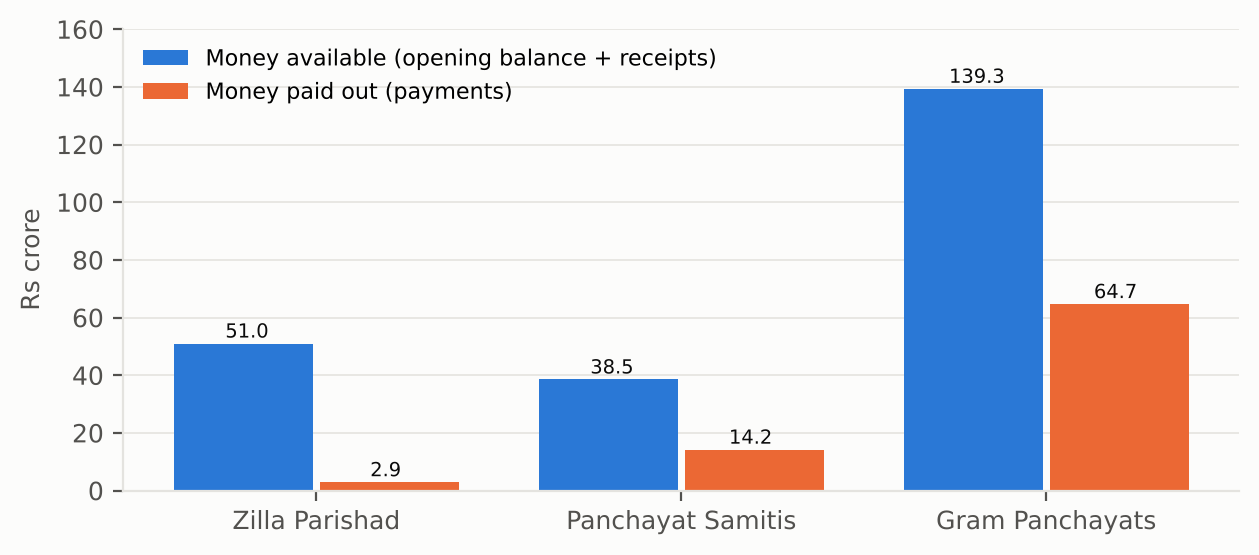 Money available (opening balance + receipts)
Money paid out (payments)
Rs crore
160
140
120
100
80
60
40
20
0
51.0
2.9
38.5
14.2
139.3
64.7
Zilla Parishad
Panchayat Samitis
Gram Panchayats